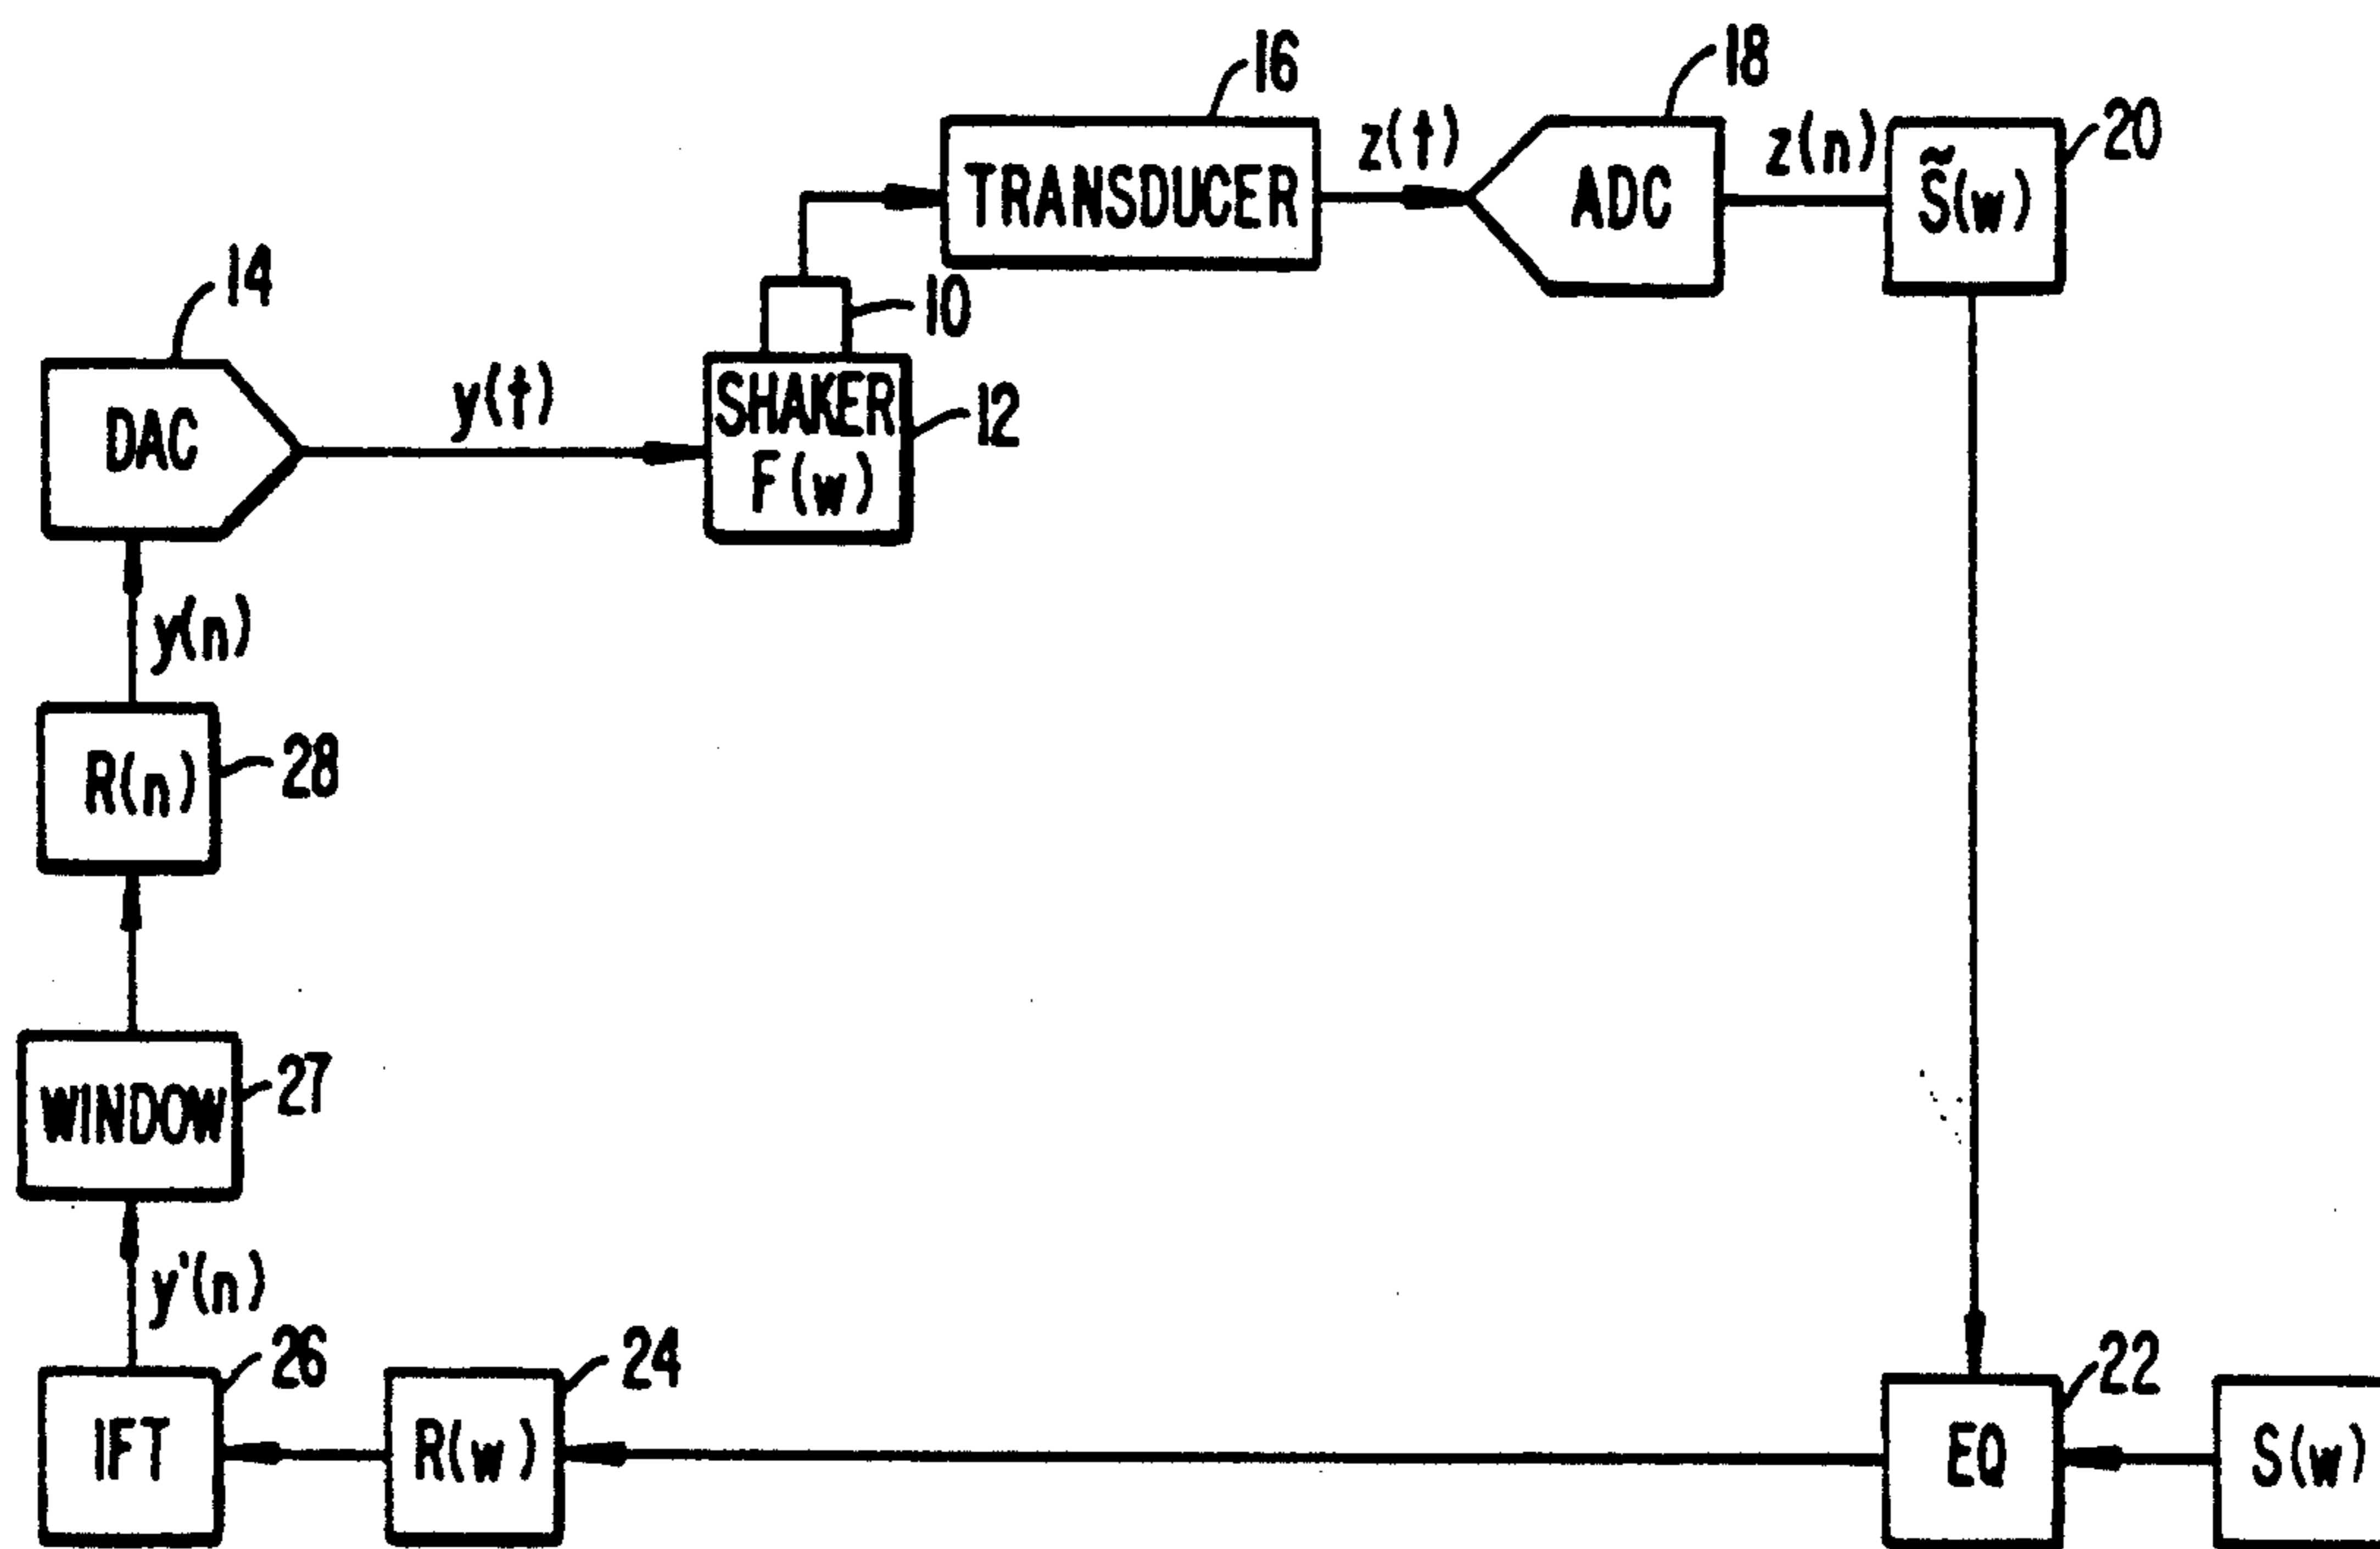 16
18
z(t)
z(n)
20
TRANSDUCER
ADC
S̃(w)
14
10
y(t)
SHAKER
F(w)
12
DAC
y(n)
R(n)
28
WINDOW
27
y'(n)
26
24
22
IFT
R(w)
EQ
S(w)